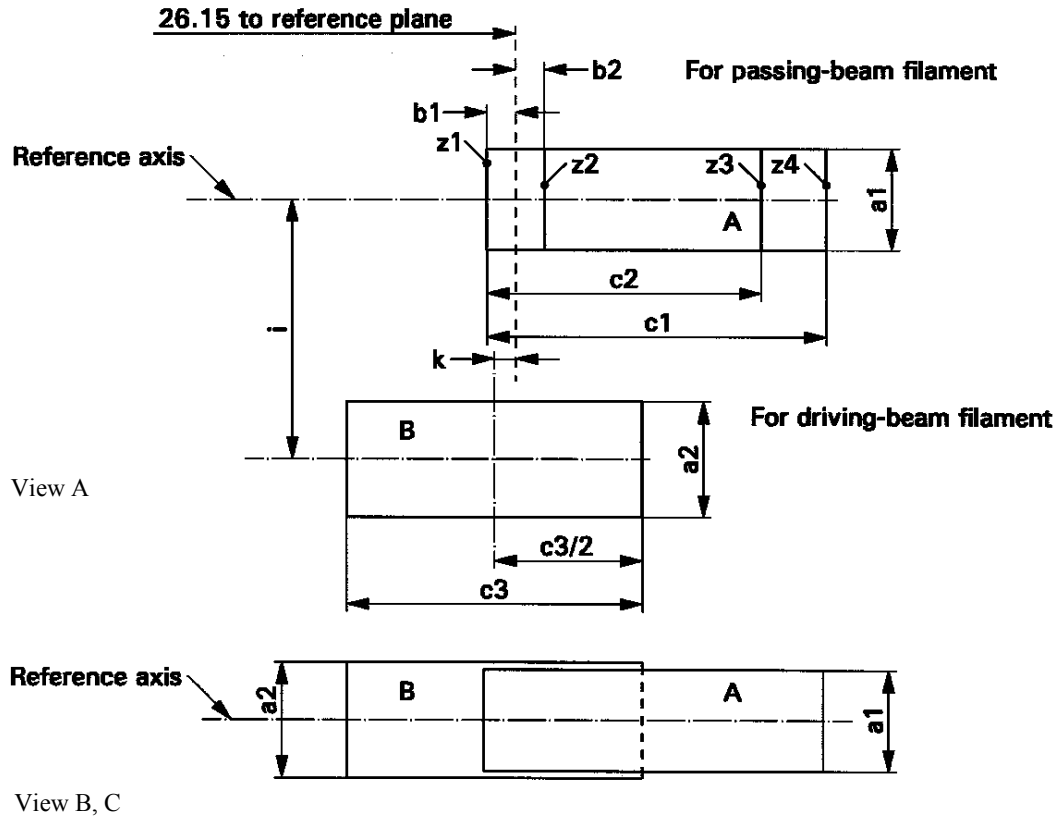 26.15 to reference plane
b2
For passing-beam filament
b1
z1
Reference axis
z2
z3
z4
A
a1
c2
c1
i
k
B
For driving-beam filament
a2
View A
c3/2
c3
Reference axis
a2
B
A
a1
View B, C